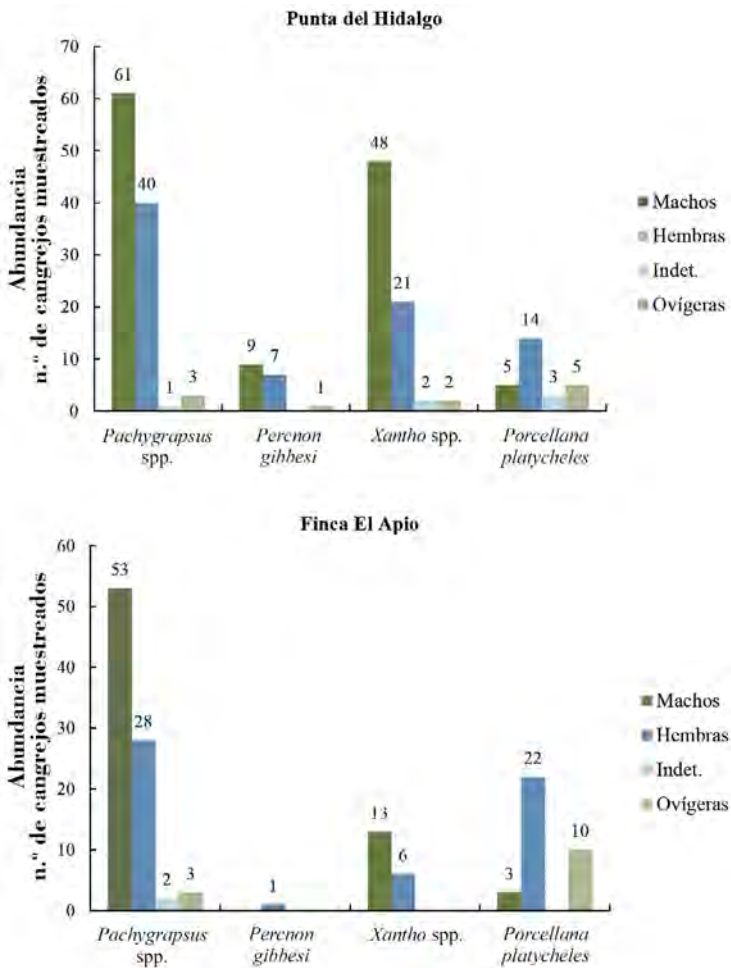 Punta del Hidalgo
Abundancia
n.º de cangrejos muestreados
70
60
50
40
30
20
10
0
61
40
1
3
9
7
1
48
21
2
2
5
14
3
5
Pachygrapsus
spp.
Percnon
gibbesi
Xantho spp.
Porcellana
platycheles
Machos
Hembras
Indet.
Ovígeras
Finca El Apio
Abundancia
n.º de cangrejos muestreados
60
50
40
30
20
10
0
53
28
2
3
1
13
6
3
22
10
Pachygrapsus
spp.
Percnon
gibbesi
Xantho spp.
Porcellana
platycheles
Machos
Hembras
Indet.
Ovígeras